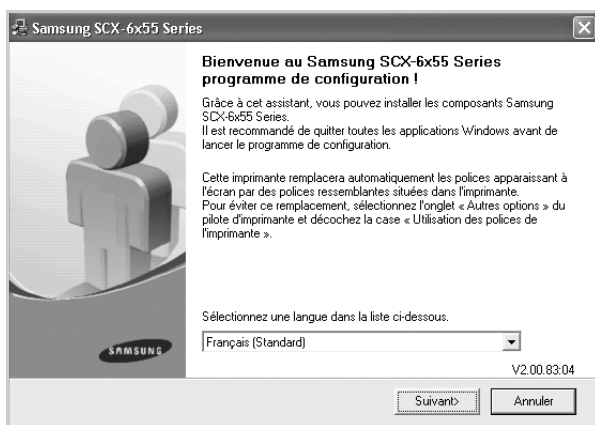 Samsung SCX-6x55 Series
Bienvenue au Samsung SCX-6x55 Series
programme de configuration !
Grâce à cet assistant, vous pouvez installer les composants Samsung
SCX-6x55 Series.
Il est recommandé de quitter toutes les applications Windows avant de
lancer le programme de configuration.
Cette imprimante remplacera automatiquement les polices apparaissant à
l'écran par des polices ressemblantes situées dans l'imprimante.
Pour éviter ce remplacement, sélectionnez l'onglet « Autres options » du
pilote d'imprimante et décochez la case « Utilisation des polices de
l'imprimante ».
Sélectionnez une langue dans la liste ci-dessous.
Français (Standard)
SAMSUNG
V2.00.83:04
Suivant>
Annuler